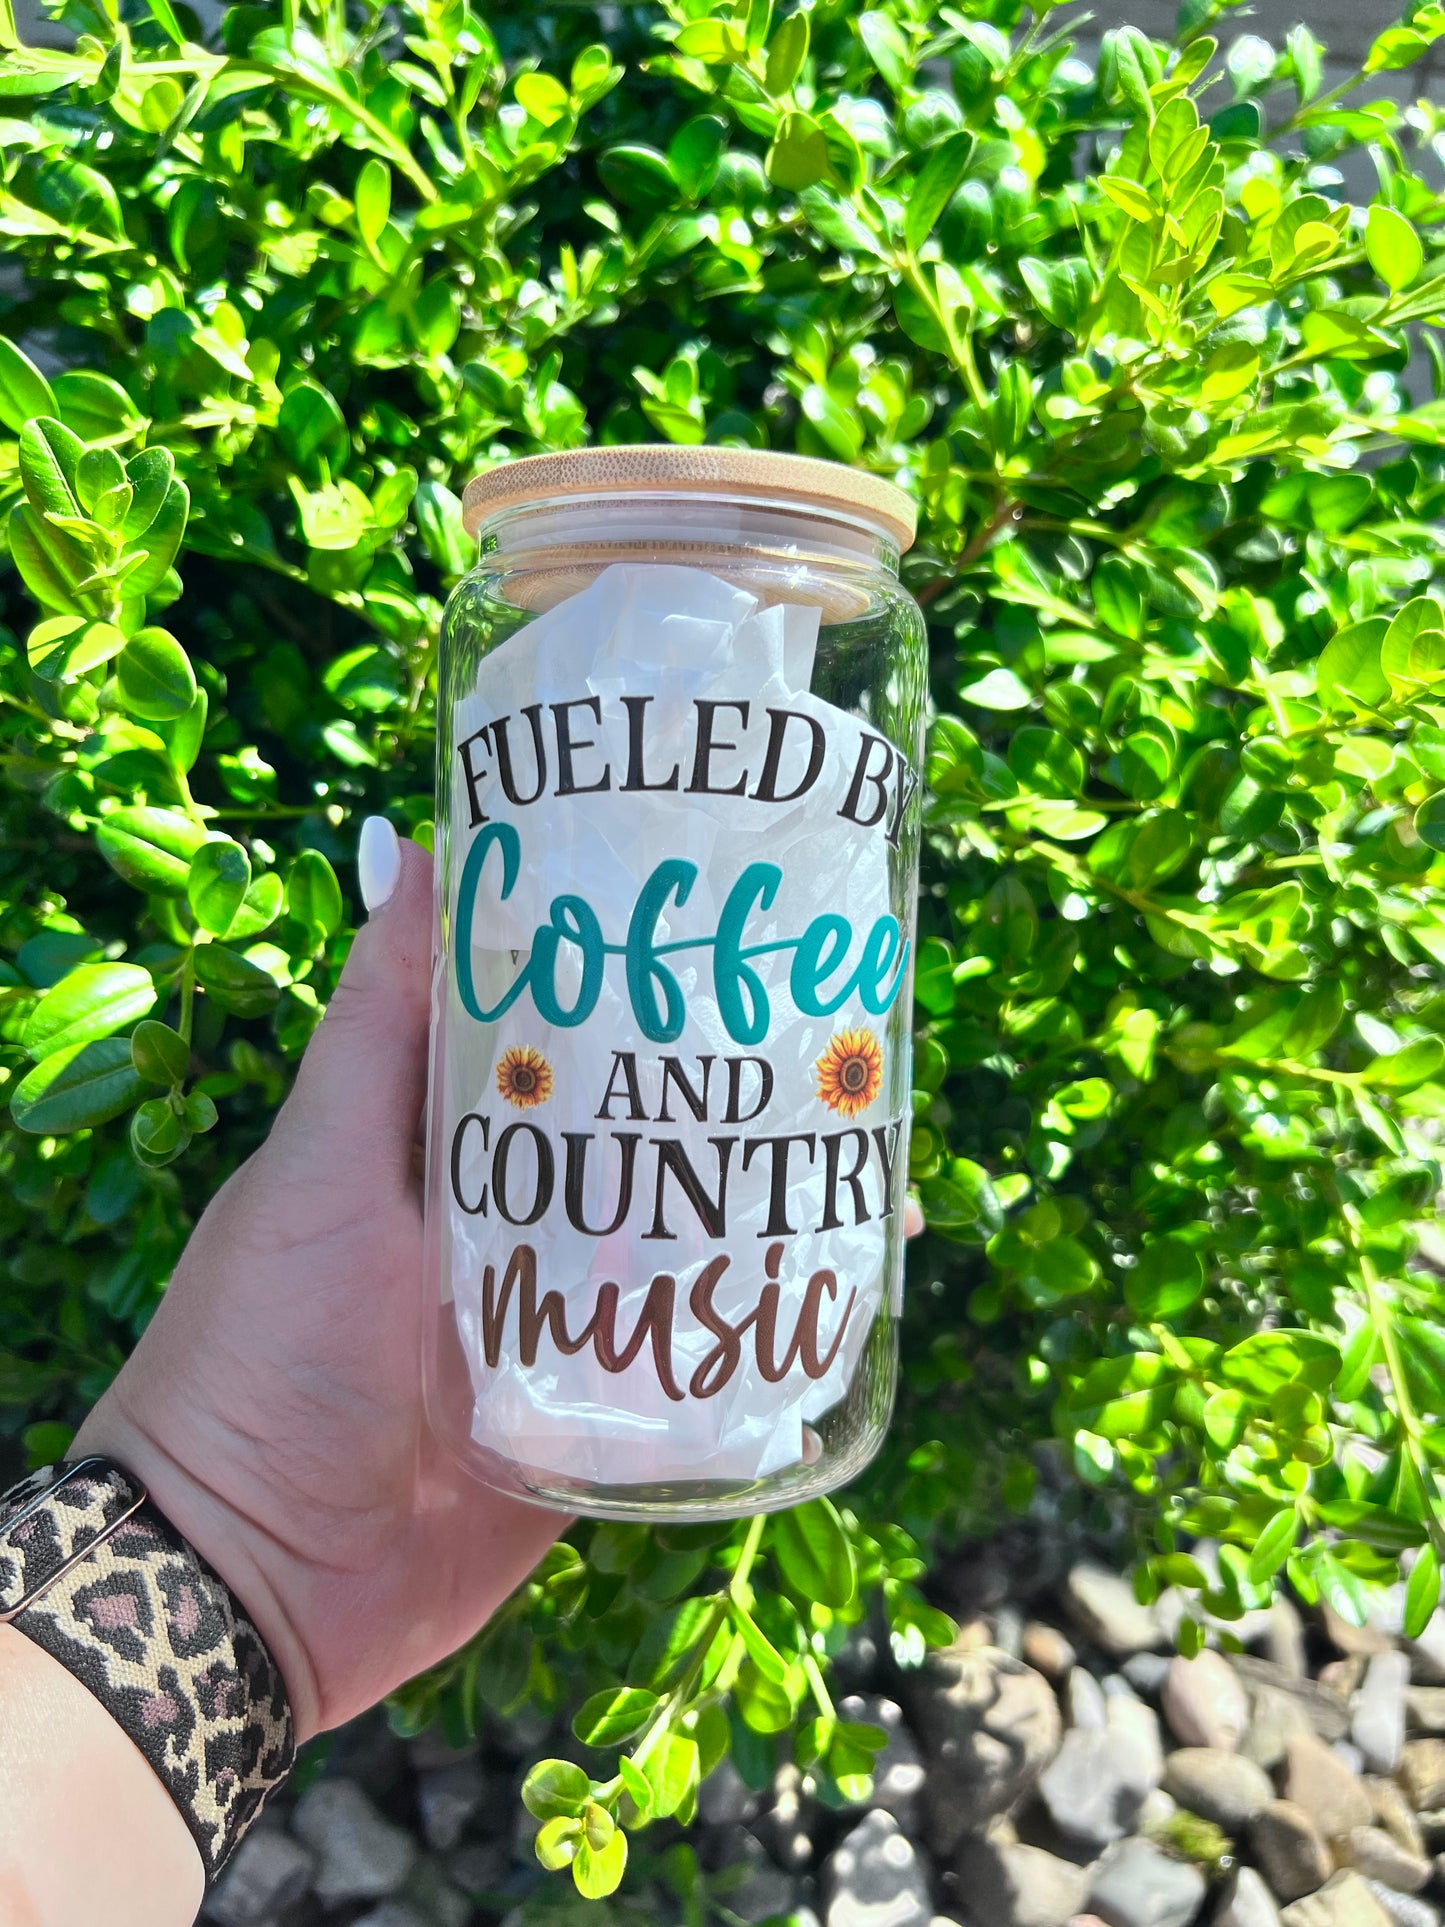 FUELED BY
Coffee
AND
COUNTRY
music